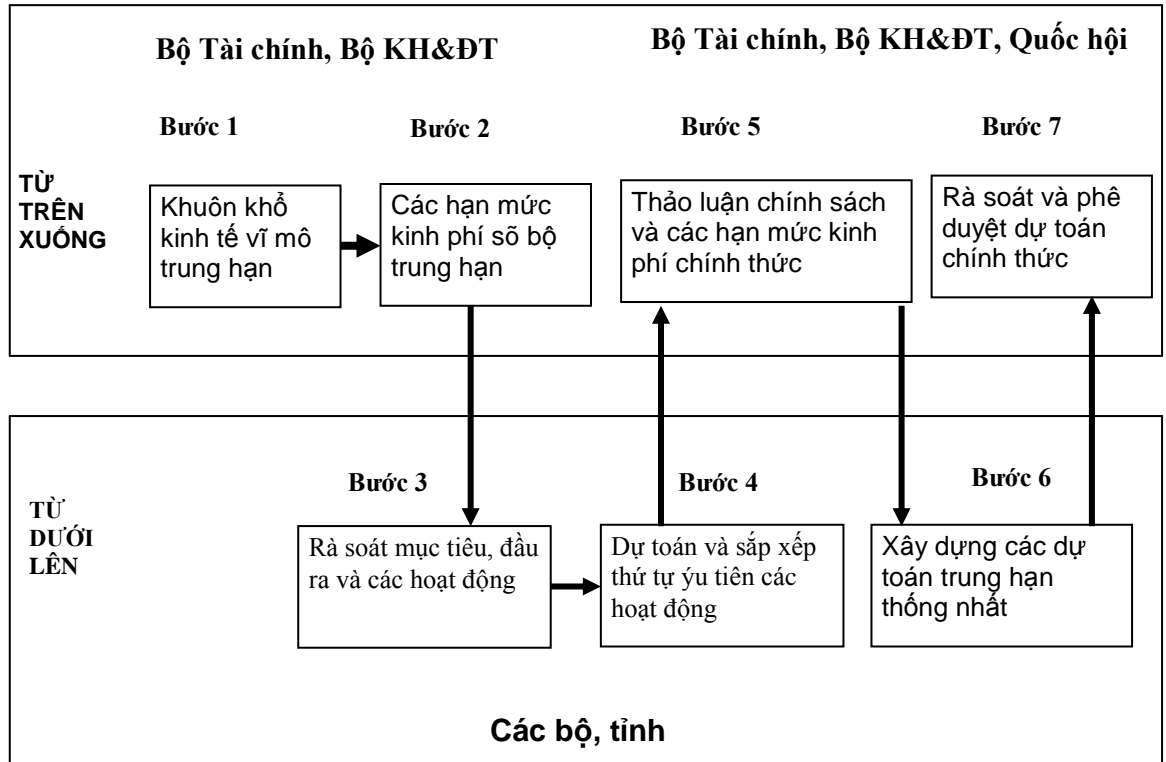 Bộ Tài chính, Bộ KH&ĐT
Bộ Tài chính, Bộ KH&ĐT, Quốc hội
Bước 1
Bước 2
Bước 5
Bước 7
TỪ
TRÊN
XUỐNG
Khuôn khổ
kinh tế vĩ mô
trung hạn
Các hạn mức
kinh phí sõ bộ
trung hạn
Thảo luận chính sách
và các hạn mức kinh
phí chính thức
Rà soát và phê
duyệt dự toán
chính thức
Bước 3
Bước 4
Bước 6
TỪ
DƯỚI
LÊN
Rà soát mục tiêu, đầu
ra và các hoạt động
Dự toán và sắp xếp
thứ tự ýu tiên các
hoạt động
Xây dựng các dự
toán trung hạn
thống nhất
Các bộ, tỉnh